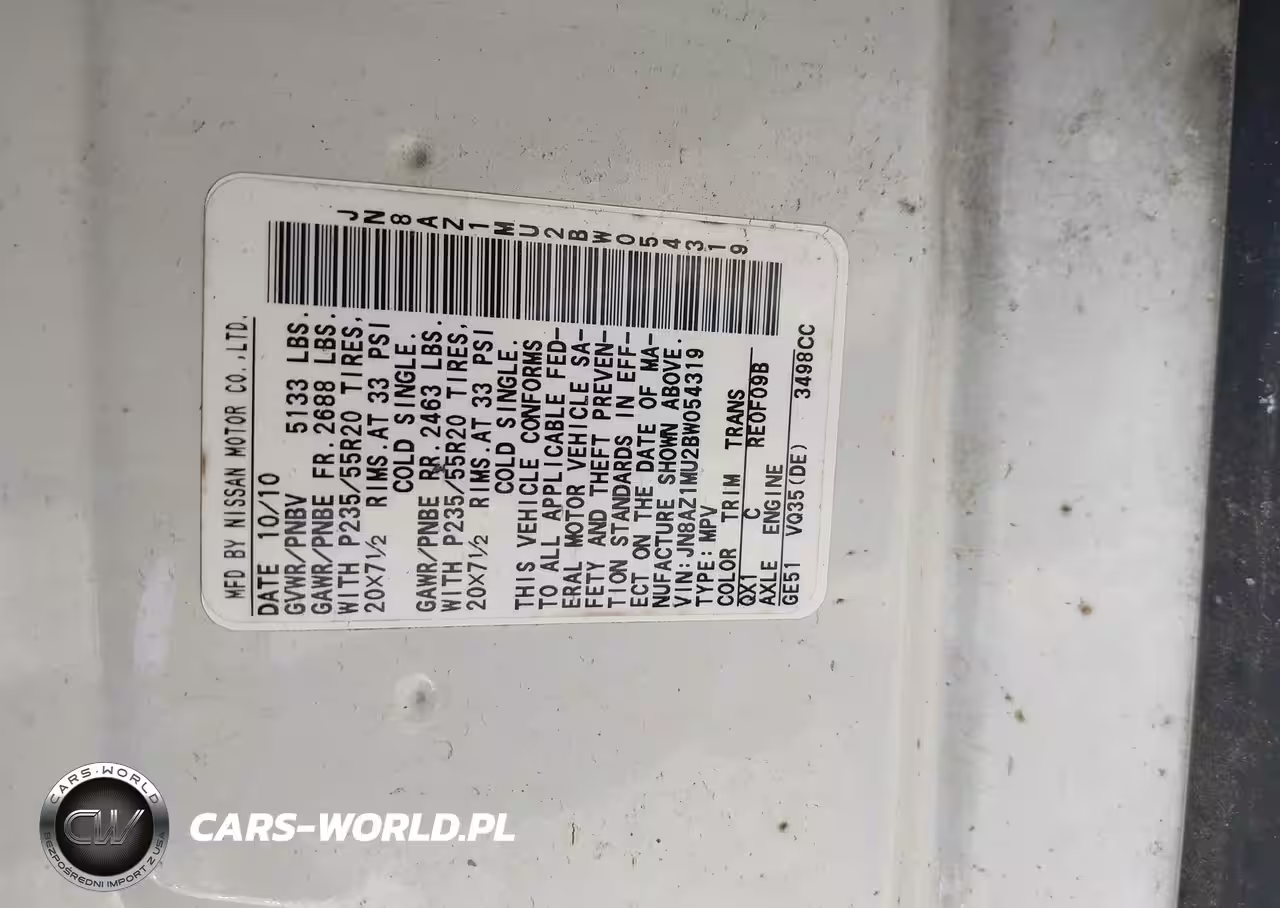 MFD BY NISSAN MOTOR CO.,LTD.
DATE 10/10
GVWR/PNBV 5133 LBS.
GAWR/PNBE FR.2688 LBS.
WITH P235/55R20 TIRES,
20X7½ RIMS.AT 33 PSI
COLD SINGLE.
GAWR/PNBE RR.2463 LBS.
WITH P235/55R20 TIRES,
20X7½ RIMS.AT 33 PSI
COLD SINGLE.
THIS VEHICLE CONFORMS
TO ALL APPLICABLE FED-
ERAL MOTOR VEHICLE SA-
FETY AND THEFT PREVEN-
TION STANDARDS IN EFF-
ECT ON THE DATE OF MA-
NUFACTURE SHOWN ABOVE.
VIN:JN8AZ1MU2BW054319
TYPE:MPV
COLOR TRIM TRANS
QX1 C RE0F09B
AXLE ENGINE
GE51 VQ35(DE) 3498CC
JN8AZ1MU2BW054319
CARS-WORLD
CW
BEZPOŚREDNI IMPORT Z USA
CARS-WORLD.PL